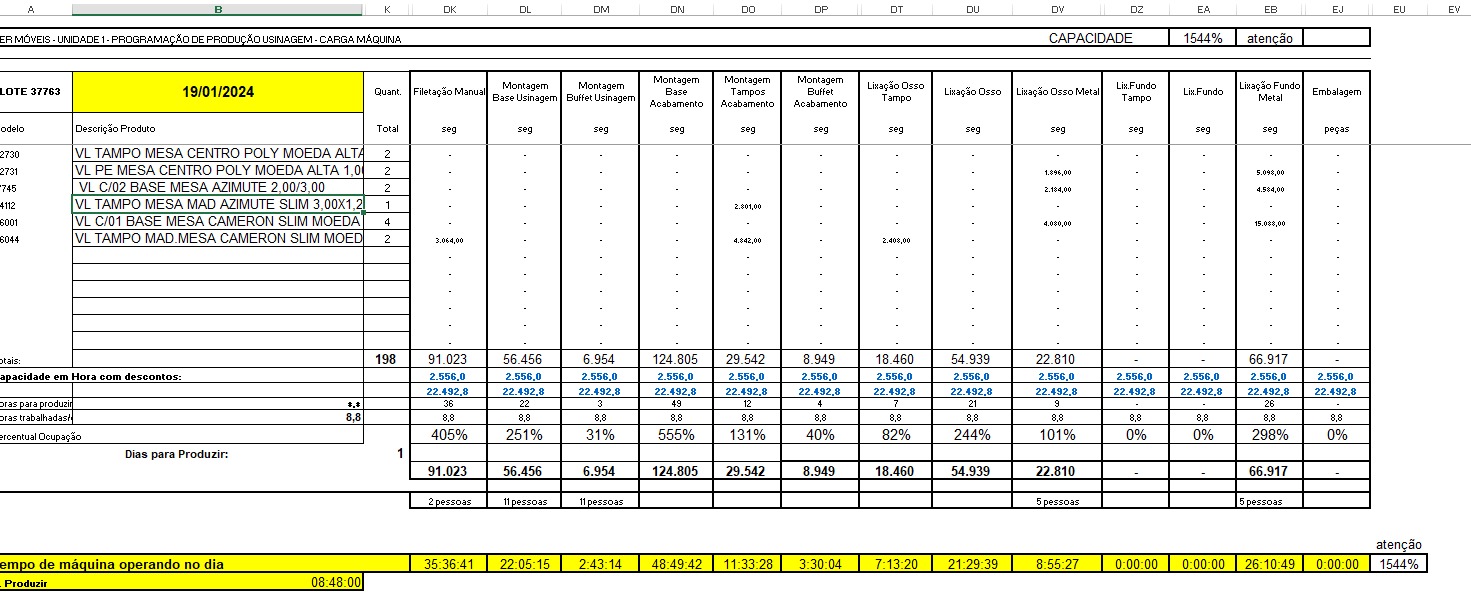 A B K DK DL DM DN DO DP DT DU DV DZ EA EB EJ EU EV
ER MÓVEIS - UNIDADE 1 - PROGRAMAÇÃO DE PRODUÇÃO USINAGEM - CARGA MÁQUINA CAPACIDADE 1544% atenção
LOTE 37763 19/01/2024 Quant. Filetação Manual Montagem Base Usinagem Montagem Buffet Usinagem Montagem Base Acabamento Montagem Tampos Acabamento Montagem Buffet Acabamento Lixação Osso Tampo Lixação Osso Lixação Osso Metal Lix.Fundo Tampo Lix.Fundo Lixação Fundo Metal Embalagem
odelo Descrição Produto Total seg seg seg seg seg seg seg seg seg seg seg seg peças
2730 VL TAMPO MESA CENTRO POLY MOEDA ALTA 2 - - - - - - - - - - - - -
2731 VL PE MESA CENTRO POLY MOEDA ALTA 1,0 2 - - - - - - - - 1.896,00 - - 5.098,00 -
745 VL C/02 BASE MESA AZIMUTE 2,00/3,00 2 - - - - - - - - 2.184,00 - - 4.584,00 -
4112 VL TAMPO MESA MAD AZIMUTE SLIM 3,00X1,2 1 - - - - 2.801,00 - - - - - - - -
6001 VL C/01 BASE MESA CAMERON SLIM MOEDA 4 - - - - - - - - 4.080,00 - - 15.088,00 -
6044 VL TAMPO MAD.MESA CAMERON SLIM MOED 2 3.064,00 - - - 4.842,00 - 2.408,00 - - - - - -
- - - - - - - - - - - - -
- - - - - - - - - - - - -
- - - - - - - - - - - - -
- - - - - - - - - - - - -
- - - - - - - - - - - - -
- - - - - - - - - - - - -
otais: 198 91.023 56.456 6.954 124.805 29.542 8.949 18.460 54.939 22.810 - - 66.917 -
apacidade em Hora com descontos: 2.556,0 2.556,0 2.556,0 2.556,0 2.556,0 2.556,0 2.556,0 2.556,0 2.556,0 2.556,0 2.556,0 2.556,0 2.556,0
22.492,8 22.492,8 22.492,8 22.492,8 22.492,8 22.492,8 22.492,8 22.492,8 22.492,8 22.492,8 22.492,8 22.492,8 22.492,8
oras para produzir *,* 36 22 3 49 12 4 7 21 9 - - 26 -
oras trabalhadas/ 8,8 8,8 8,8 8,8 8,8 8,8 8,8 8,8 8,8 8,8 8,8 8,8 8,8 8,8
ercentual Ocupação 405% 251% 31% 555% 131% 40% 82% 244% 101% 0% 0% 298% 0%
Dias para Produzir: 1
91.023 56.456 6.954 124.805 29.542 8.949 18.460 54.939 22.810 - - 66.917 -
2 pessoas 11 pessoas 11 pessoas 5 pessoas 5 pessoas
atenção
empo de máquina operando no dia 35:36:41 22:05:15 2:43:14 48:49:42 11:33:28 3:30:04 7:13:20 21:29:39 8:55:27 0:00:00 0:00:00 26:10:49 0:00:00 1544%
. Produzir 08:48:00